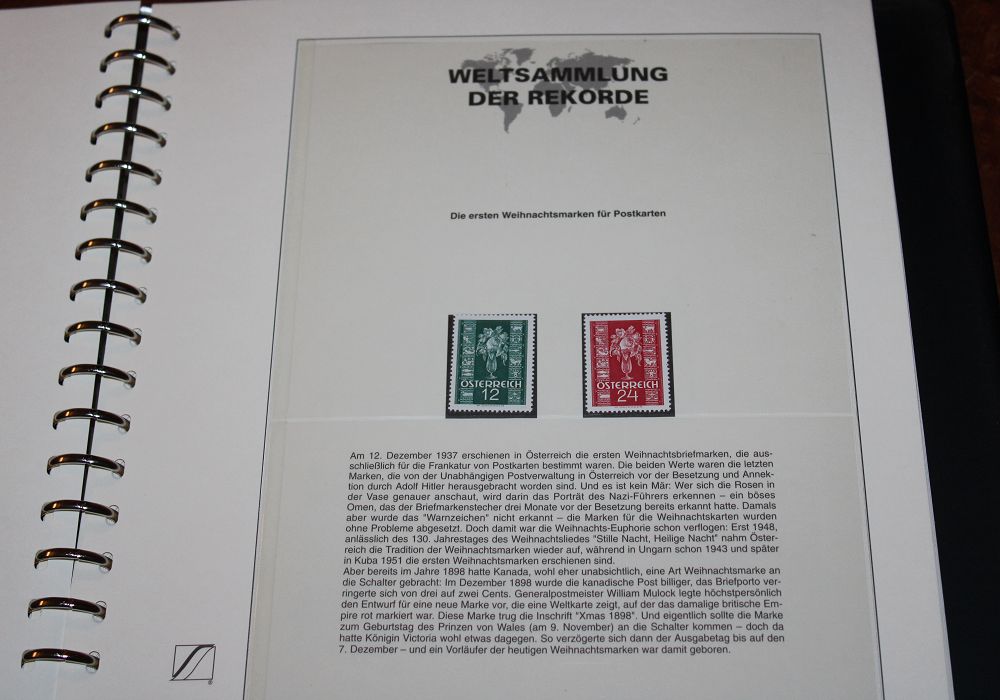 WELTSAMMLUNG
DER REKORDE
Die ersten Weihnachtsmarken für Postkarten
ÖSTERREICH
12
ÖSTERREICH
24
Am 12. Dezember 1937 erschienen in Österreich die ersten Weihnachtsbriefmarken, die aus-
schließlich für die Frankatur von Postkarten bestimmt waren. Die beiden Werte waren die letzten
Marken, die von der Unabhängigen Postverwaltung in Österreich vor der Besetzung und Annek-
tion durch Adolf Hitler herausgebracht worden sind. Und es ist kein Mär: Wer sich die Rosen in
der Vase genauer anschaut, wird darin das Porträt des Nazi-Führers erkennen – ein böses
Omen, das der Briefmarkenstecher drei Monate vor der Besetzung bereits erkannt hatte. Damals
aber wurde das "Warnzeichen" nicht erkannt – die Marken für die Weihnachtskarten wurden
ohne Probleme abgesetzt. Doch damit war die Weihnachts-Euphorie schon verflogen: Erst 1948,
anlässlich des 130. Jahrestages des Weihnachtsliedes "Stille Nacht, Heilige Nacht" nahm Öster-
reich die Tradition der Weihnachtsmarken wieder auf, während in Ungarn schon 1943 und später
in Kuba 1951 die ersten Weihnachtsmarken erschienen sind.
Aber bereits im Jahre 1898 hatte Kanada, wohl eher unabsichtlich, eine Art Weihnachtsmarke an
die Schalter gebracht: Im Dezember 1898 wurde die kanadische Post billiger, das Briefporto ver-
ringerte sich von drei auf zwei Cents. Generalpostmeister William Mulock legte höchstpersönlich
den Entwurf für eine neue Marke vor, die eine Weltkarte zeigt, auf der das damalige britische Em-
pire rot markiert war. Diese Marke trug die Inschrift "Xmas 1898". Und eigentlich sollte die Marke
zum Geburtstag des Prinzen von Wales (am 9. November) an die Schalter kommen – doch da
hatte Königin Victoria wohl etwas dagegen. So verzögerte sich dann der Ausgabetag bis auf den
7. Dezember – und ein Vorläufer der heutigen Weihnachtsmarken war damit geboren.